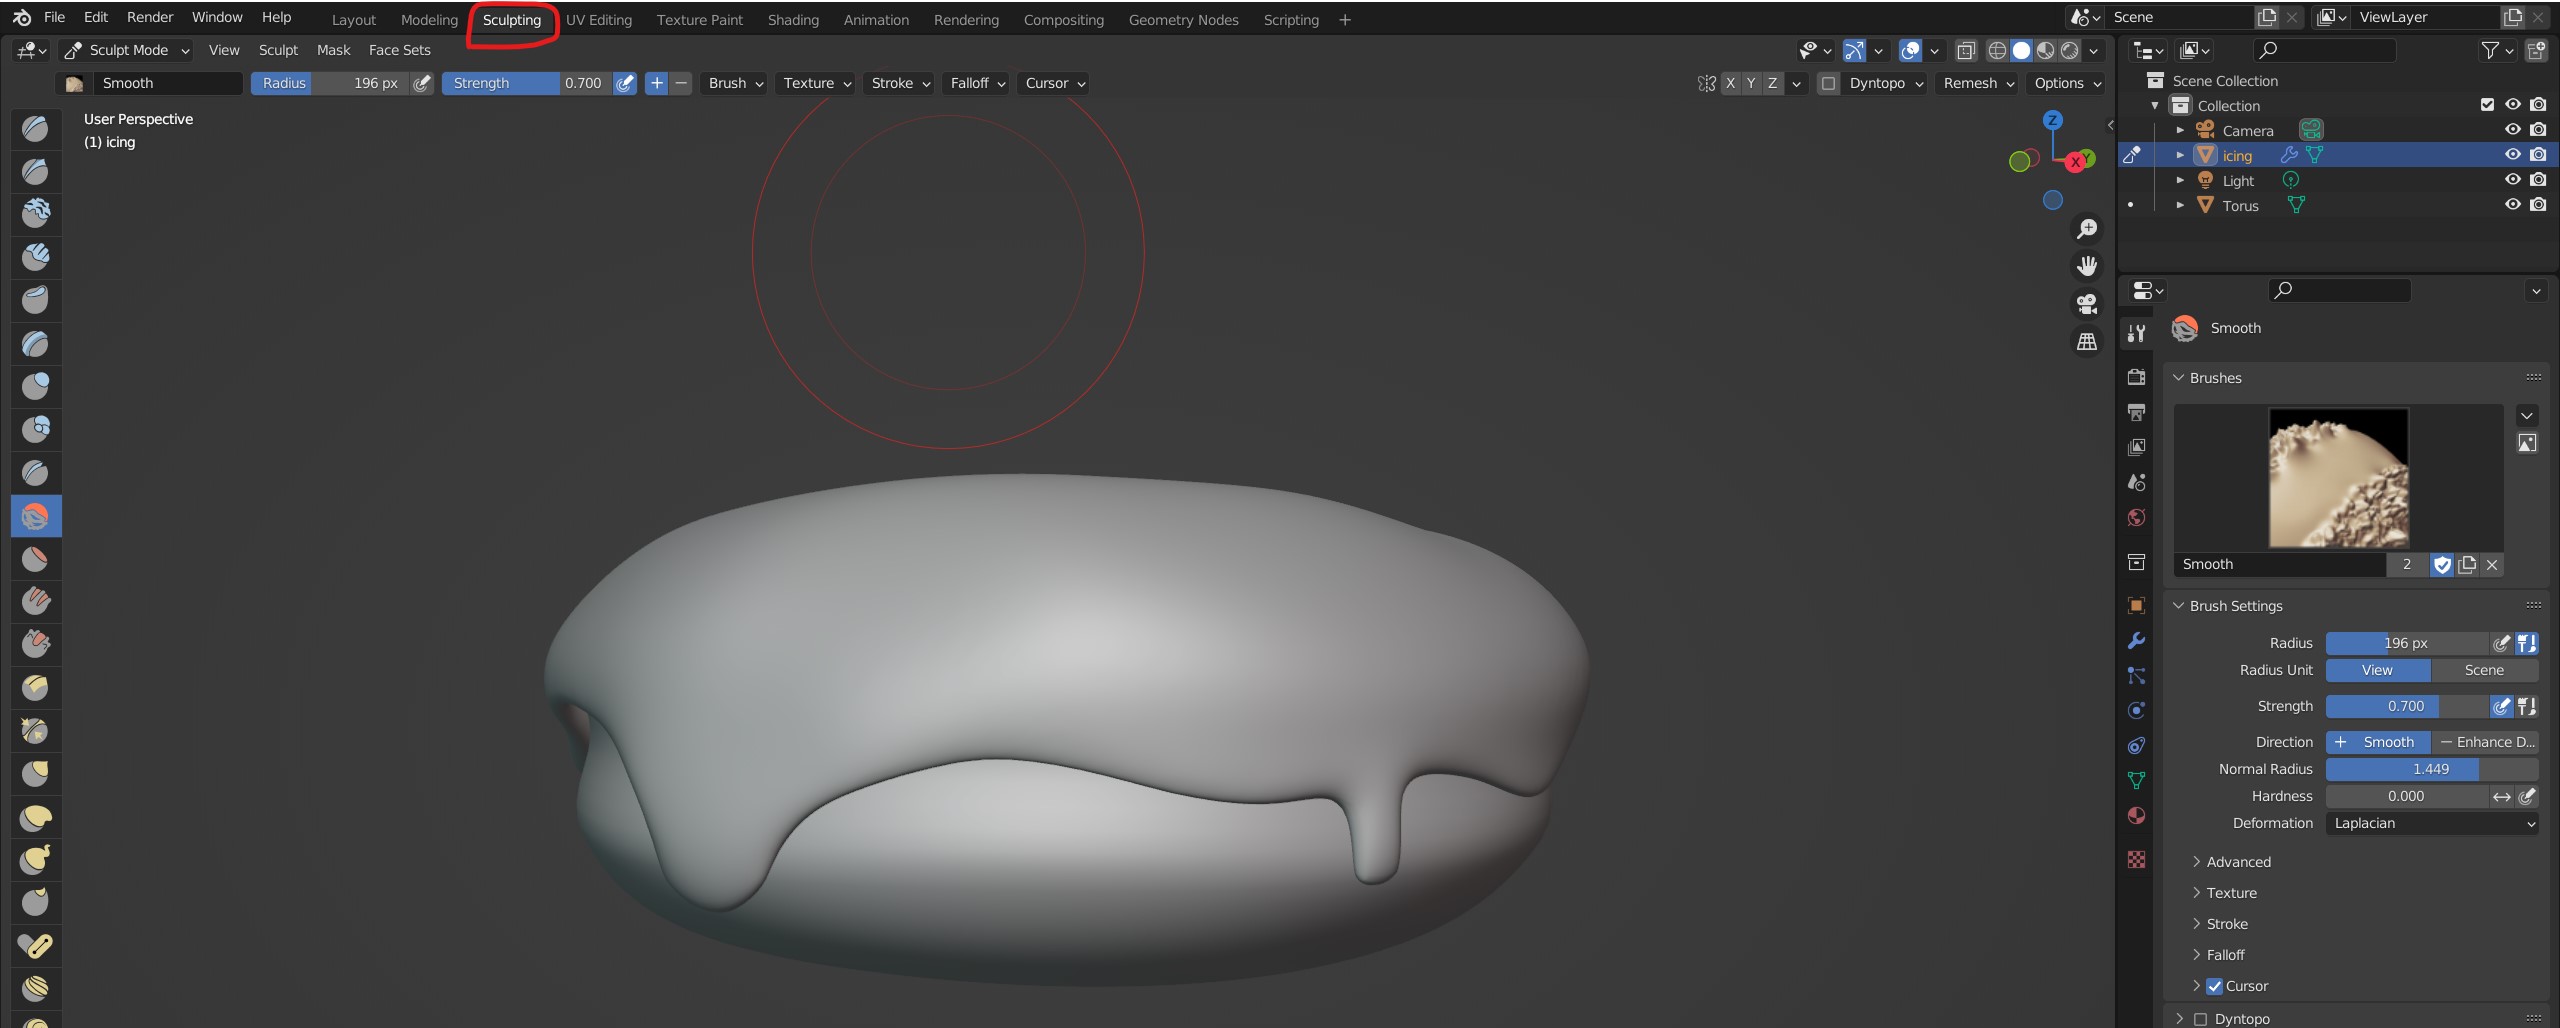 File Edit Render Window Help Layout Modeling Sculpting UV Editing Texture Paint Shading Animation Rendering Compositing Geometry Nodes Scripting + Scene ViewLayer
Sculpt Mode View Sculpt Mask Face Sets
Smooth Radius 196 px Strength 0.700 + − Brush Texture Stroke Falloff Cursor X Y Z Dyntopo Remesh Options
User Perspective
(1) icing
Z
X Y
Scene Collection
Collection
Camera
icing
Light
Torus
Smooth
Brushes
Smooth 2
Brush Settings
Radius 196 px
Radius Unit View Scene
Strength 0.700
Direction + Smooth − Enhance D...
Normal Radius 1.449
Hardness 0.000
Deformation Laplacian
Advanced
Texture
Stroke
Falloff
Cursor
Dyntopo